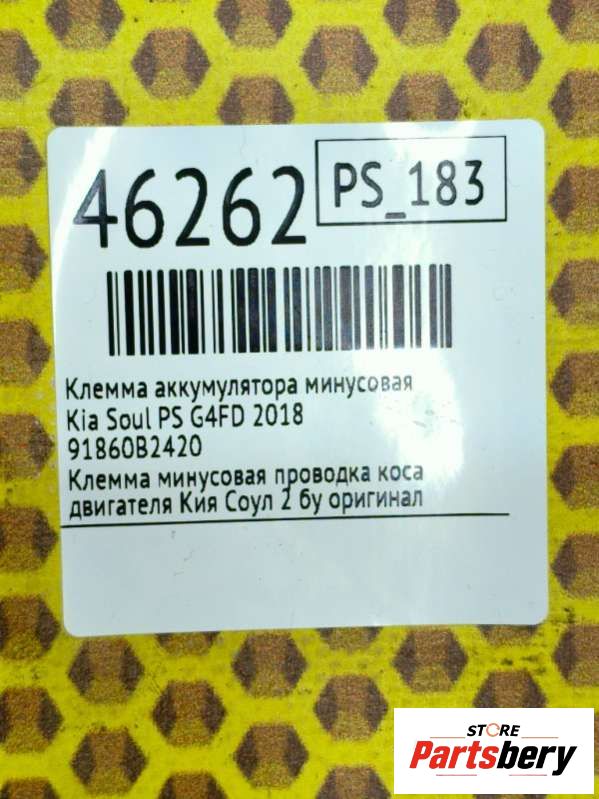 46262
PS_183
Клемма аккумулятора минусовая
Kia Soul PS G4FD 2018
91860B2420
Клемма минусовая проводка коса
двигателя Кия Соул 2 бу оригинал
STORE
Partsbery